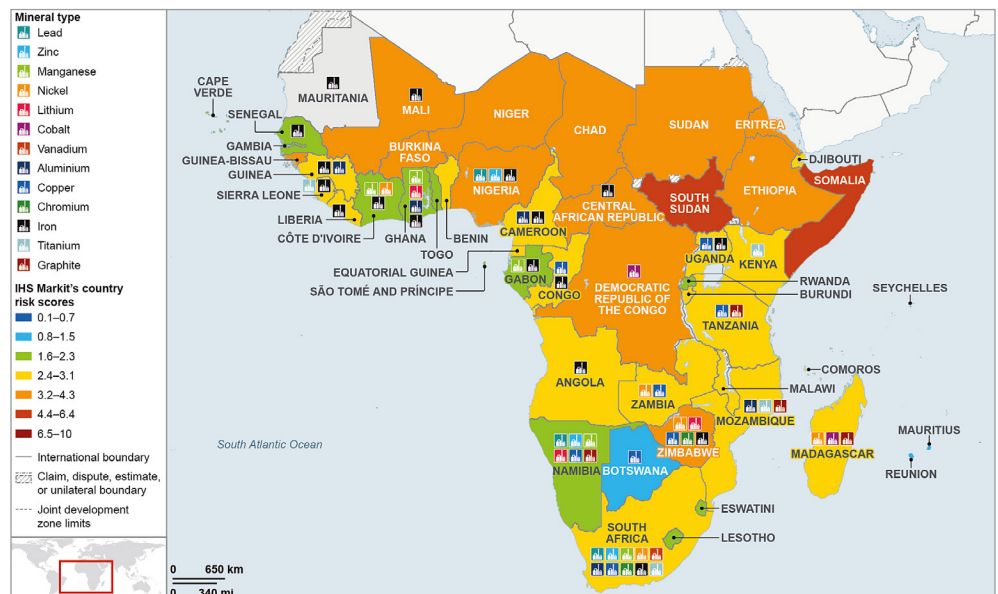 Mineral type
Lead
Zinc
Manganese
Nickel
Lithium
Cobalt
Vanadium
Aluminium
Copper
Chromium
Iron
Titanium
Graphite
IHS Markit's country
risk scores
0.1–0.7
0.8–1.5
1.6–2.3
2.4–3.1
3.2–4.3
4.4–6.4
6.5–10
International boundary
Claim, dispute, estimate,
or unilateral boundary
Joint development
zone limits
CAPE
VERDE
MAURITANIA
MALI
NIGER
CHAD
SUDAN
ERITREA
SENEGAL
GAMBIA
GUINEA-BISSAU
GUINEA
SIERRA LEONE
LIBERIA
CÔTE D'IVOIRE
BURKINA
FASO
GHANA
TOGO
BENIN
NIGERIA
CAMEROON
CENTRAL
AFRICAN REPUBLIC
SOUTH
SUDAN
ETHIOPIA
DJIBOUTI
SOMALIA
EQUATORIAL GUINEA
SÃO TOMÉ AND PRÍNCIPE
GABON
CONGO
DEMOCRATIC
REPUBLIC OF
THE CONGO
UGANDA
KENYA
RWANDA
BURUNDI
TANZANIA
SEYCHELLES
COMOROS
MALAWI
ANGOLA
ZAMBIA
MOZAMBIQUE
MADAGASCAR
MAURITIUS
REUNION
ZIMBABWE
NAMIBIA
BOTSWANA
SOUTH
AFRICA
ESWATINI
LESOTHO
South Atlantic Ocean
0 650 km
0 340 mi